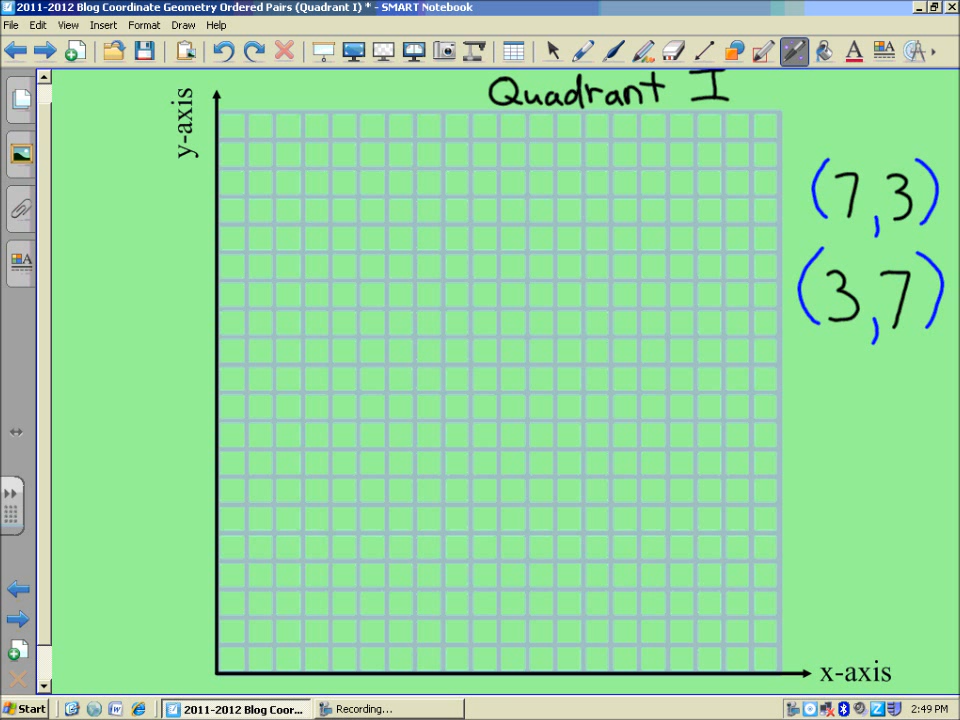 2011-2012 Blog Coordinate Geometry Ordered Pairs (Quadrant I) * - SMART Notebook
File Edit View Insert Format Draw Help
Quadrant I
y-axis
(7,3)
(3,7)
x-axis
Start
2011-2012 Blog Coor...
Recording...
2:49 PM